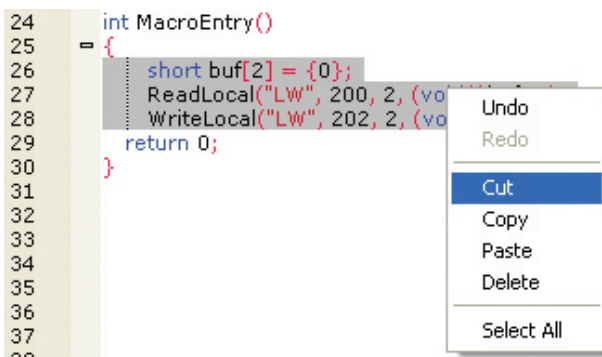 24 int MacroEntry()
25 {
26 short buf[2] = {0};
27 ReadLocal("LW", 200, 2, (vo
28 WriteLocal("LW", 202, 2, (vo
29 return 0;
30 }
31
32
33
34
35
36
37
Undo
Redo
Cut
Copy
Paste
Delete
Select All